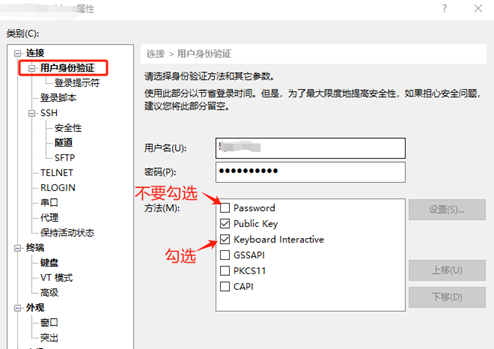 属性
?
类别(C):
连接
用户身份验证
登录提示符
登录脚本
SSH
安全性
隧道
SFTP
TELNET
RLOGIN
串口
代理
保持活动状态
终端
键盘
VT 模式
高级
外观
窗口
突出
连接 > 用户身份验证
请选择身份验证方法和其它参数。
使用此部分以节省登录时间。但是,为了最大限度地提高安全性,如果担心安全问题,
建议您将此部分留空。
用户名(U):
密码(P):
●●●●●●●●●●
不要勾选
方法(M):
Password
Public Key
Keyboard Interactive
勾选
GSSAPI
PKCS11
CAPI
设置(S)...
上移(U)
下移(D)